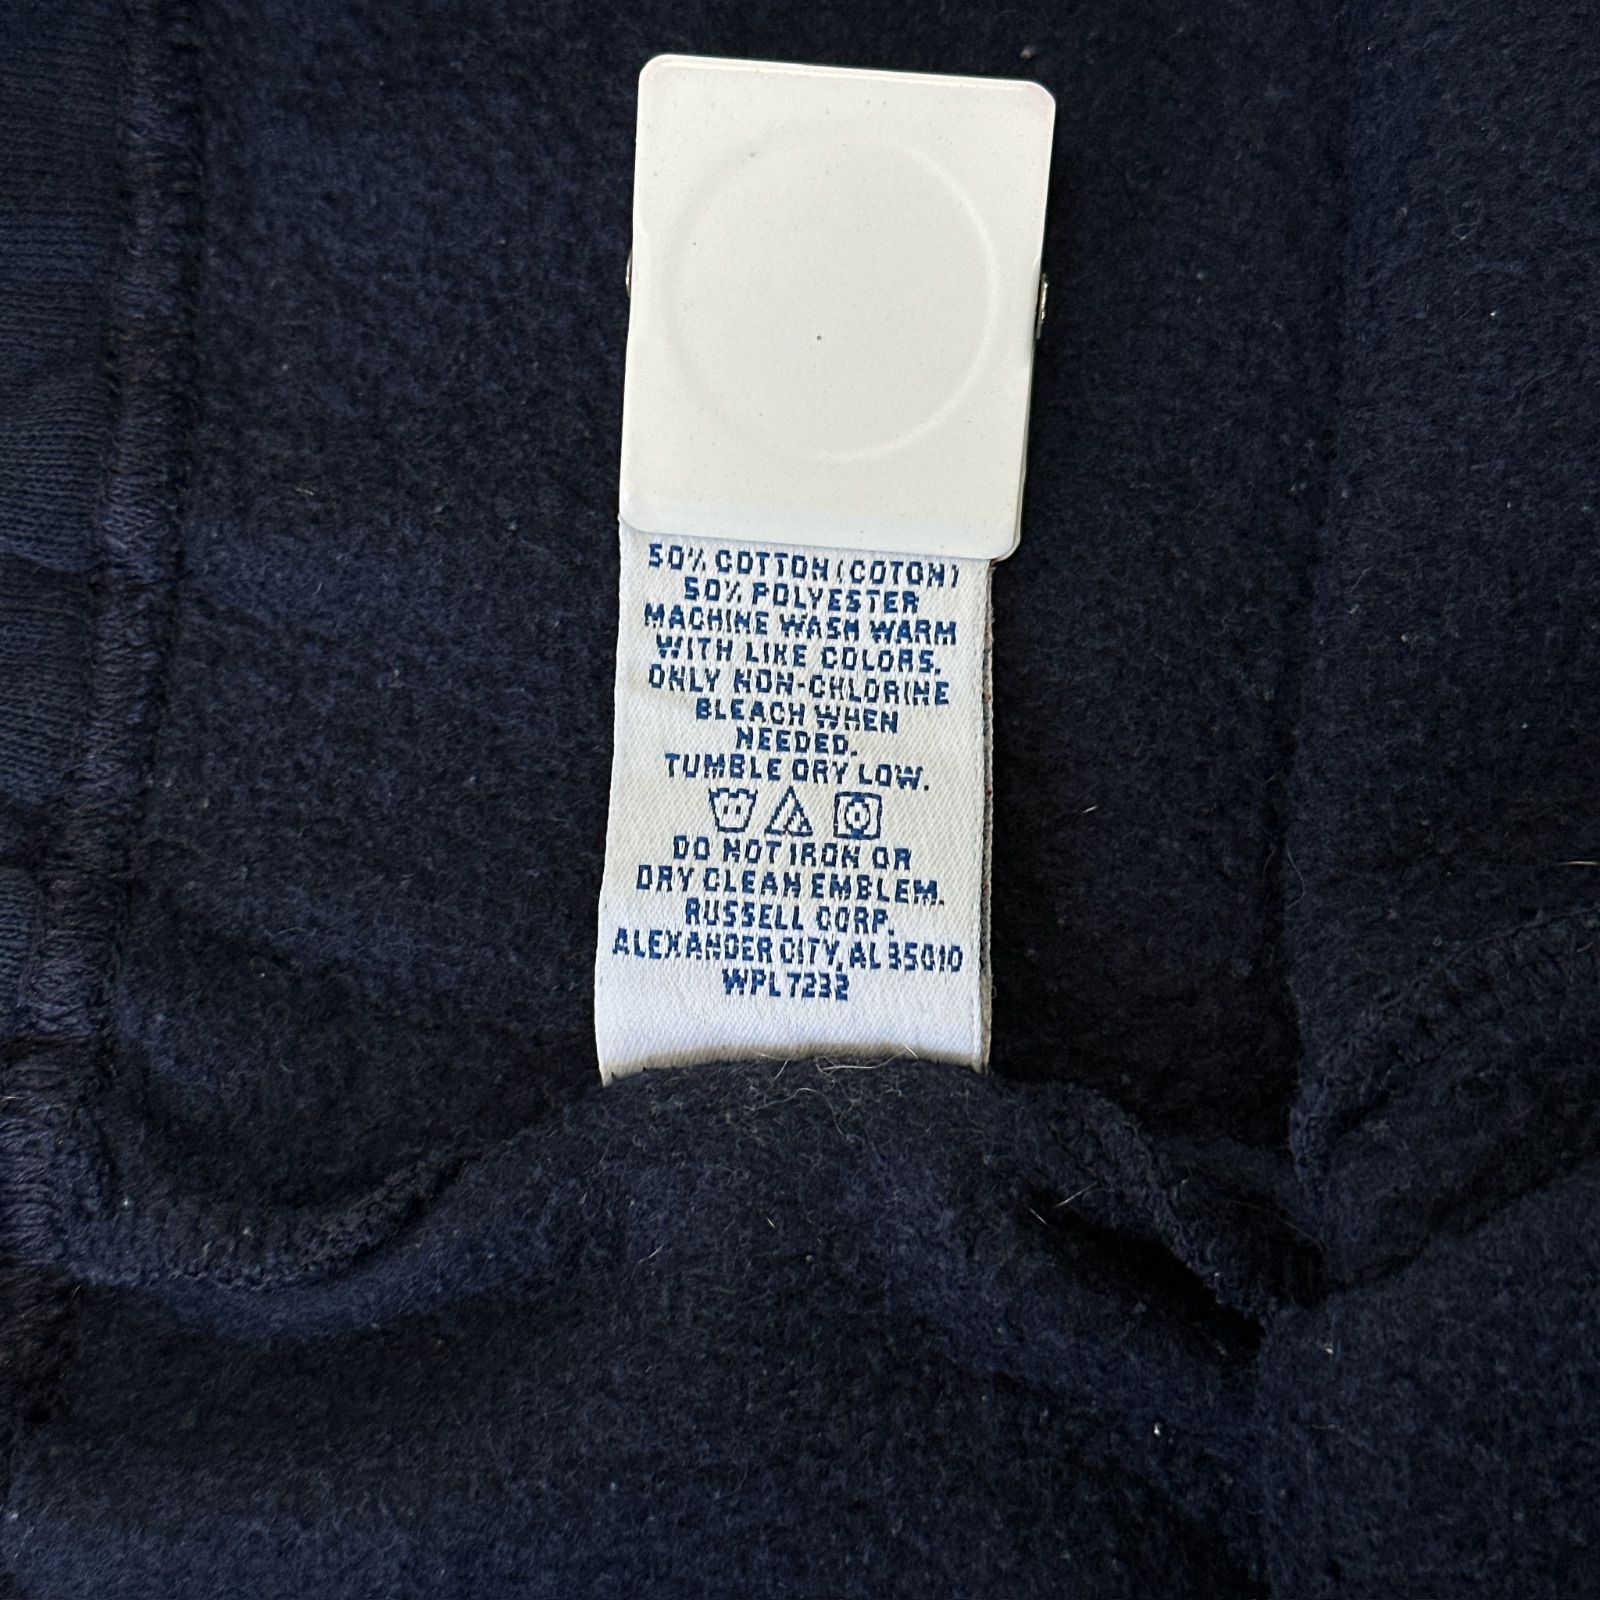 50% COTTON (COTON)
50% POLYESTER
MACHINE WASH WARM
WITH LIKE COLORS.
ONLY NON-CHLORINE
BLEACH WHEN
NEEDED.
TUMBLE DRY LOW.
DO NOT IRON OR
DRY CLEAN EMBLEM.
RUSSELL CORP.
ALEXANDER CITY, AL 35010
WPL 7232